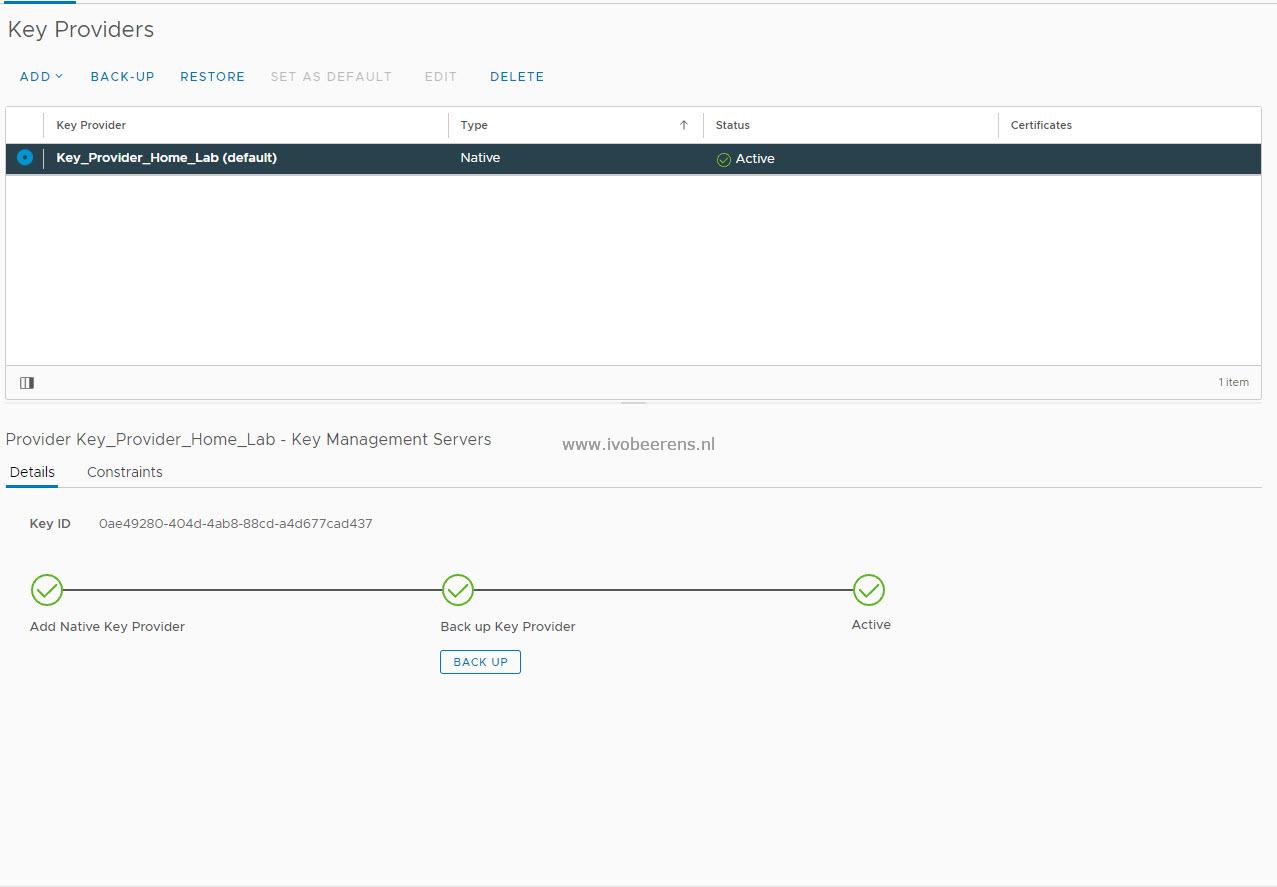 Key Providers
ADD BACK-UP RESTORE SET AS DEFAULT EDIT DELETE
Key Provider Type Status Certificates
Key_Provider_Home_Lab (default) Native Active
1 item
Provider Key_Provider_Home_Lab - Key Management Servers
www.ivobeerens.nl
Details Constraints
Key ID 0ae49280-404d-4ab8-88cd-a4d677cad437
Add Native Key Provider Back up Key Provider Active
BACK UP